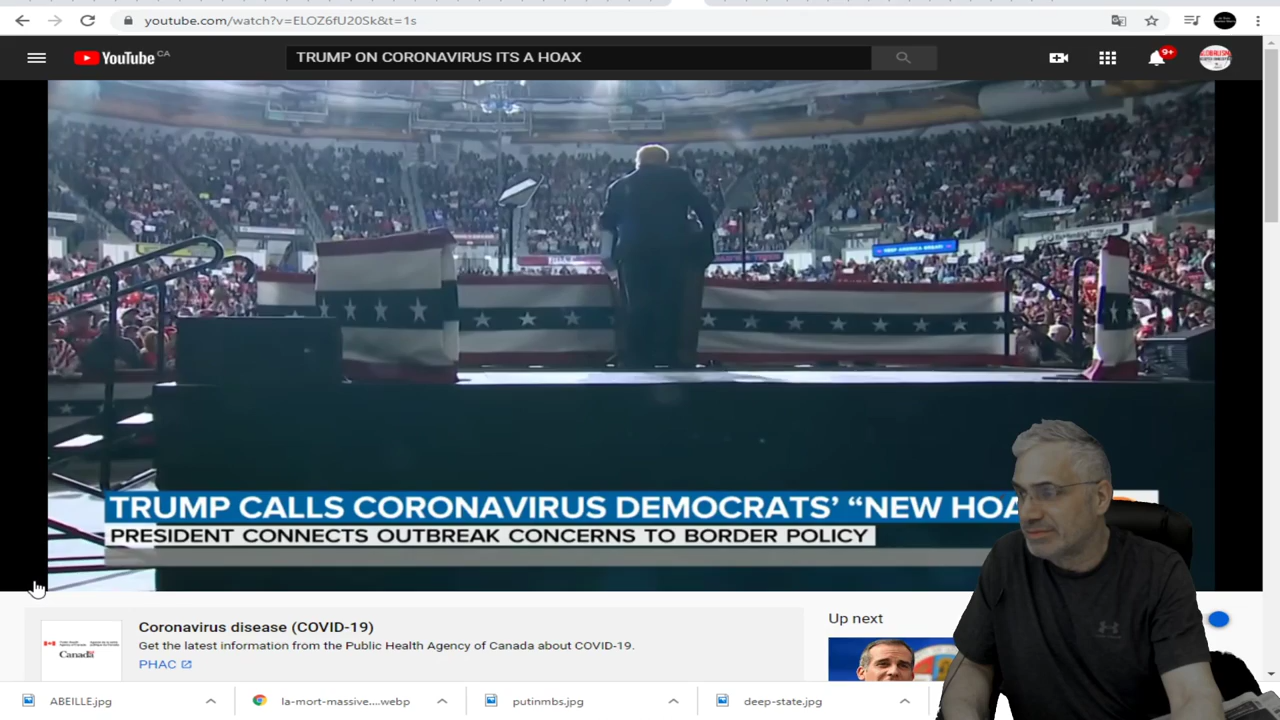 youtube.com/watch?v=ELOZ6fU20Sk&t=1s
YouTube CA
TRUMP ON CORONAVIRUS ITS A HOAX
9+
TRUMP CALLS CORONAVIRUS DEMOCRATS' “NEW HOA
PRESIDENT CONNECTS OUTBREAK CONCERNS TO BORDER POLICY
Coronavirus disease (COVID-19)
Get the latest information from the Public Health Agency of Canada about COVID-19.
Canada
PHAC
Up next
ABEILLE.jpg
la-mort-massive....webp
putinmbs.jpg
deep-state.jpg